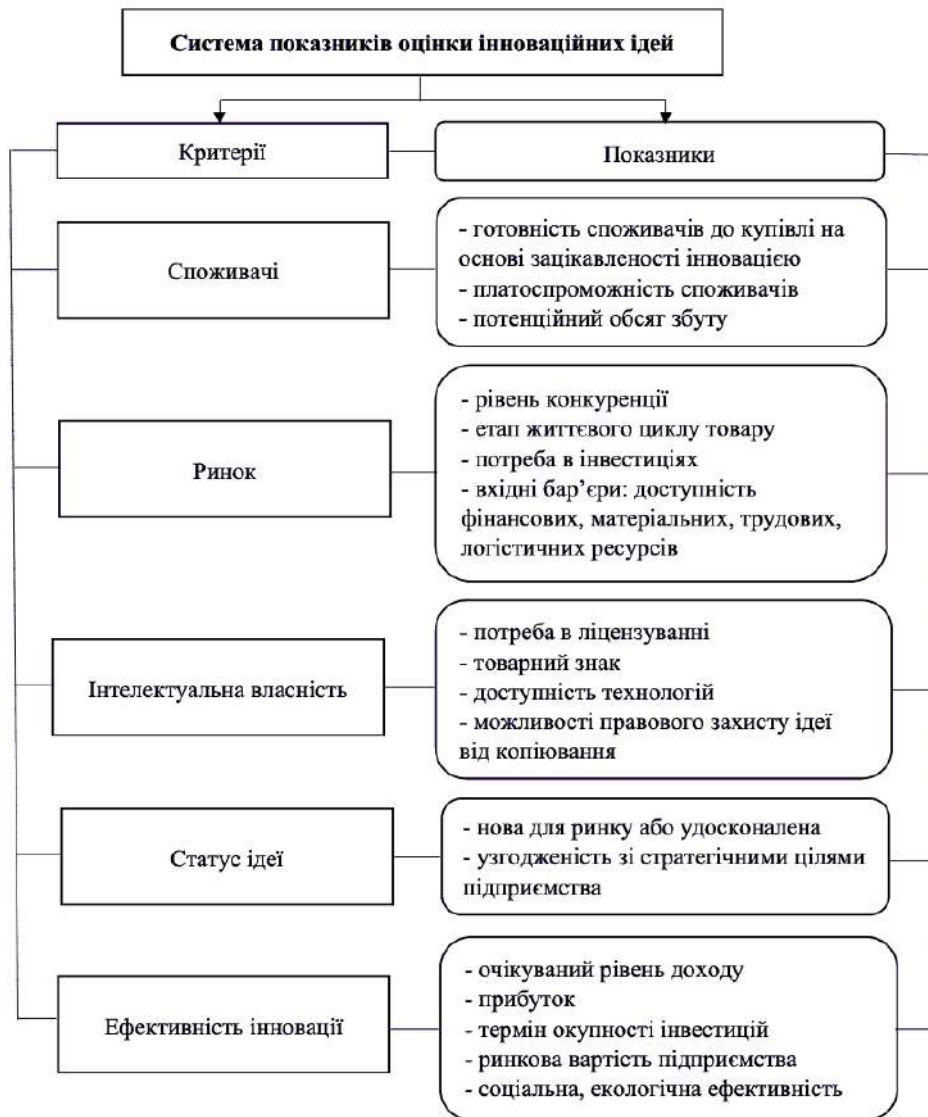 Система показників оцінки інноваційних ідей
Критерії
Показники
Споживачі
- готовність споживачів до купівлі на
основі зацікавленості інновацією
- платоспроможність споживачів
- потенційний обсяг збуту
Ринок
- рівень конкуренції
- етап життєвого циклу товару
- потреба в інвестиціях
- вхідні бар’єри: доступність
фінансових, матеріальних, трудових,
логістичних ресурсів
Інтелектуальна власність
- потреба в ліцензуванні
- товарний знак
- доступність технологій
- можливості правового захисту ідеї
від копіювання
Статус ідеї
- нова для ринку або удосконалена
- узгодженість зі стратегічними цілями
підприємства
Ефективність інновації
- очікуваний рівень доходу
- прибуток
- термін окупності інвестицій
- ринкова вартість підприємства
- соціальна, екологічна ефективність